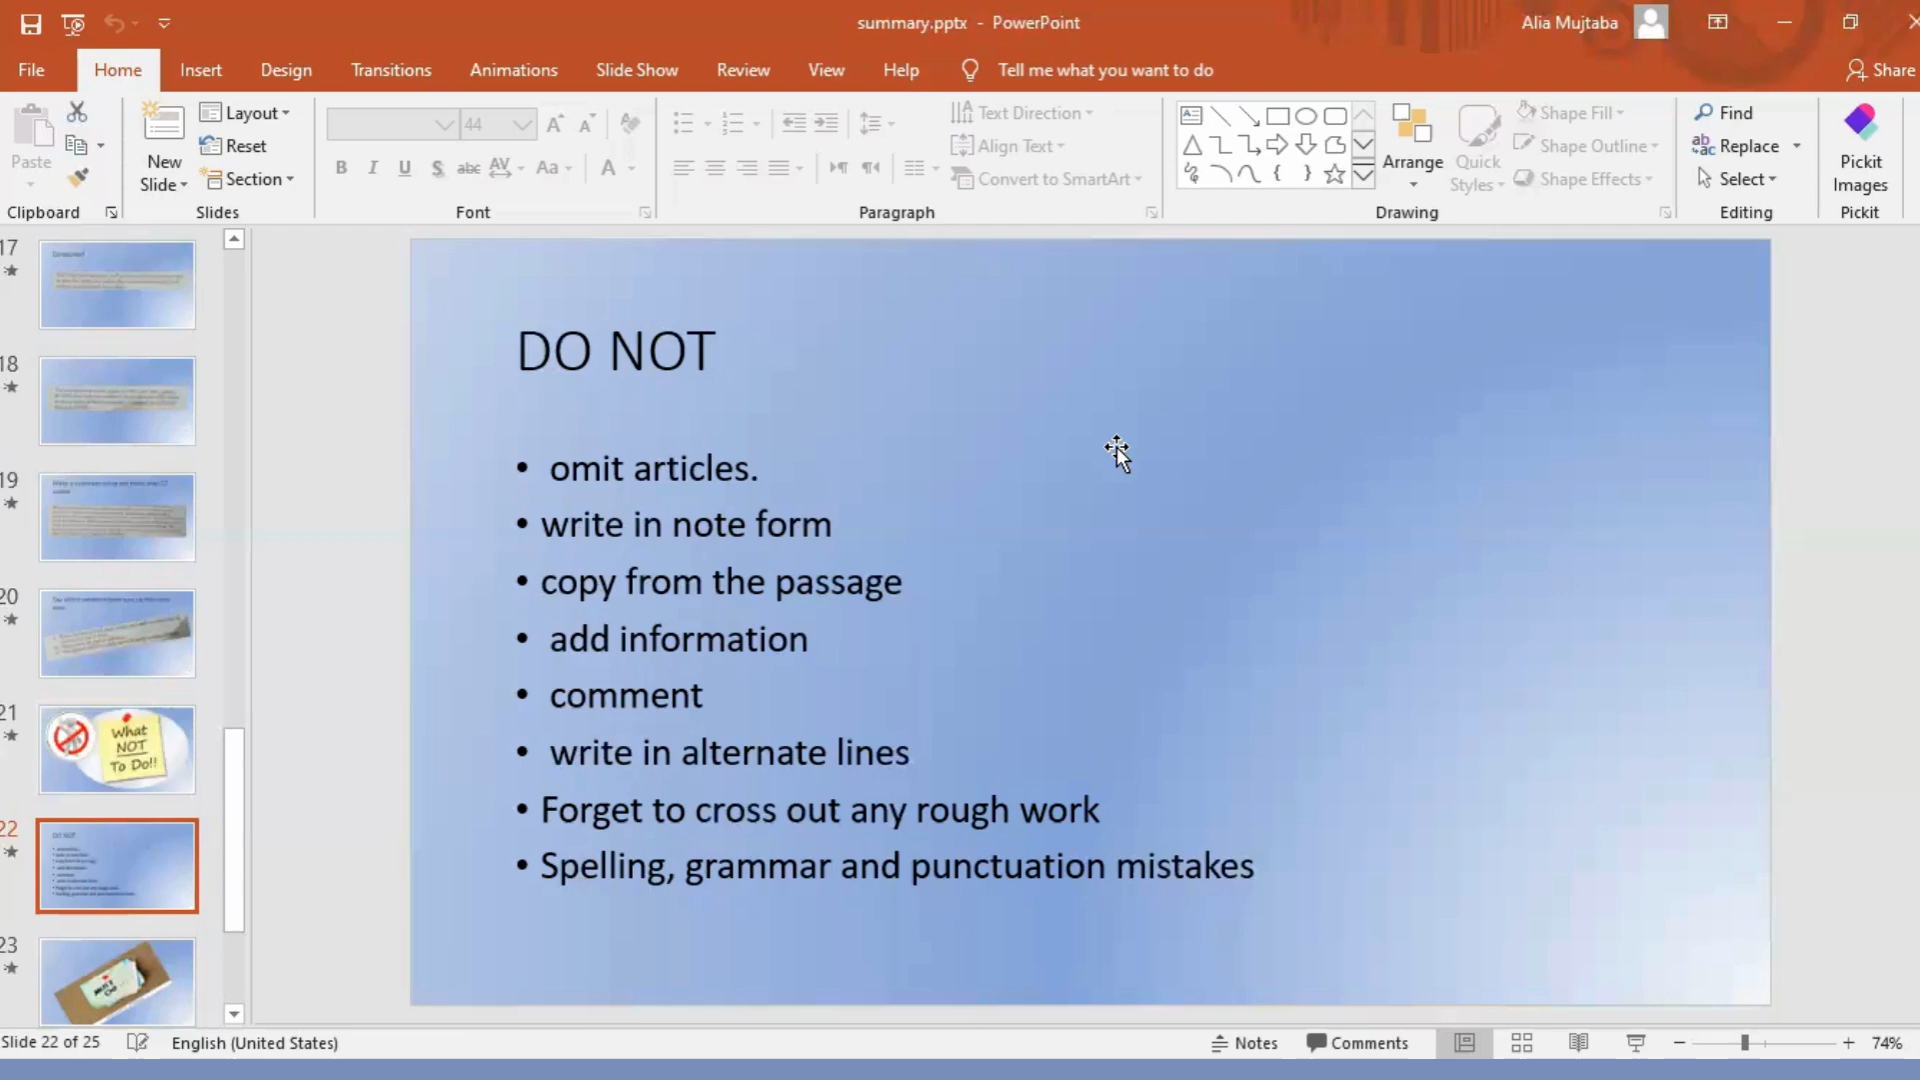 summary.pptx - PowerPoint
Alia Mujtaba
File
Home
Insert
Design
Transitions
Animations
Slide Show
Review
View
Help
Tell me what you want to do
Share
Paste
New Slide
Layout
Reset
Section
44
B I U S abc AV Aa A
Text Direction
Align Text
Convert to SmartArt
Arrange
Quick Styles
Shape Fill
Shape Outline
Shape Effects
Find
Replace
Select
Pickit Images
Clipboard
Slides
Font
Paragraph
Drawing
Editing
Pickit
17
18
19
20
21
What
NOT
To Do!!
22
DO NOT
23
DO NOT
• omit articles.
• write in note form
• copy from the passage
• add information
• comment
• write in alternate lines
• Forget to cross out any rough work
• Spelling, grammar and punctuation mistakes
Slide 22 of 25
English (United States)
Notes
Comments
74%